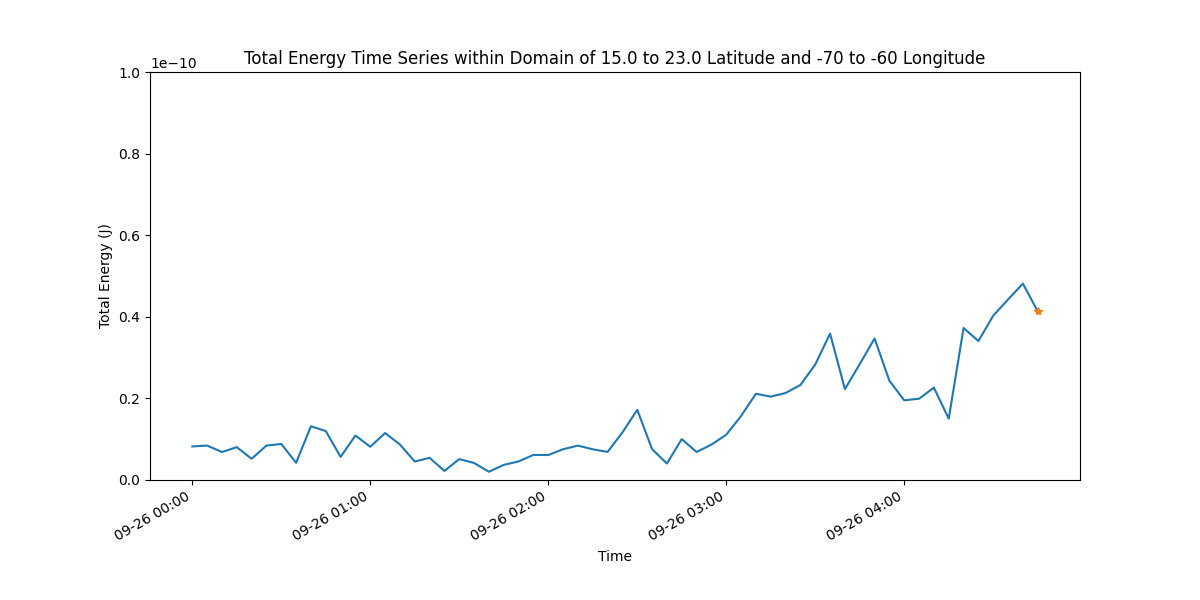 Total Energy Time Series within Domain of 15.0 to 23.0 Latitude and -70 to -60 Longitude
1e−10
1.0
0.8
0.6
0.4
0.2
0.0
Total Energy (J)
09-26 00:00
09-26 01:00
09-26 02:00
09-26 03:00
09-26 04:00
Time